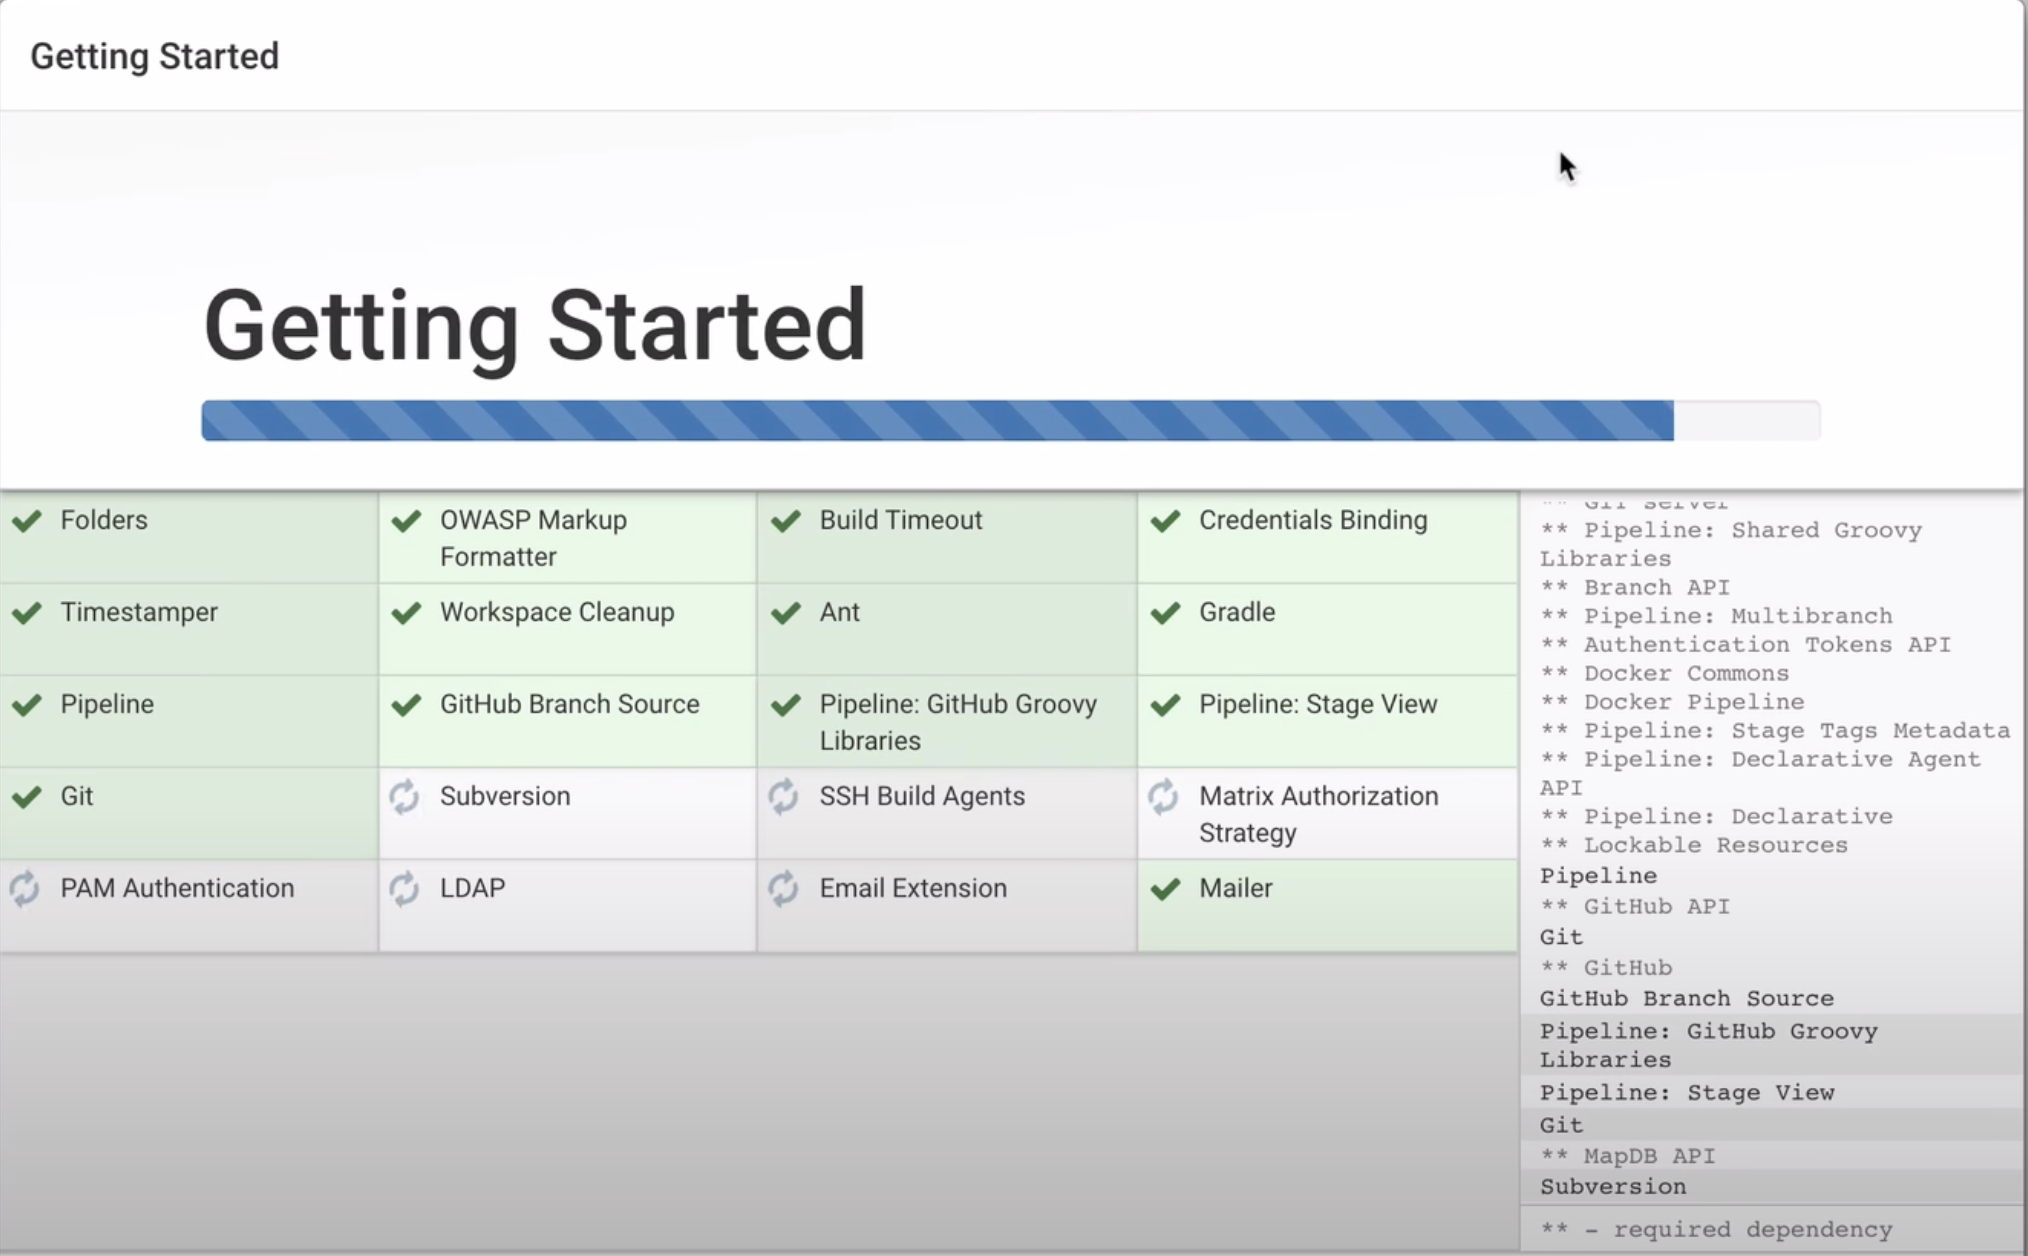 Getting Started
Getting Started
Folders
OWASP Markup
Formatter
Build Timeout
Credentials Binding
Timestamper
Workspace Cleanup
Ant
Gradle
Pipeline
GitHub Branch Source
Pipeline: GitHub Groovy
Libraries
Pipeline: Stage View
Git
Subversion
SSH Build Agents
Matrix Authorization
Strategy
PAM Authentication
LDAP
Email Extension
Mailer
** Git server
** Pipeline: Shared Groovy
Libraries
** Branch API
** Pipeline: Multibranch
** Authentication Tokens API
** Docker Commons
** Docker Pipeline
** Pipeline: Stage Tags Metadata
** Pipeline: Declarative Agent
API
** Pipeline: Declarative
** Lockable Resources
Pipeline
** GitHub API
Git
** GitHub
GitHub Branch Source
Pipeline: GitHub Groovy
Libraries
Pipeline: Stage View
Git
** MapDB API
Subversion
** - required dependency